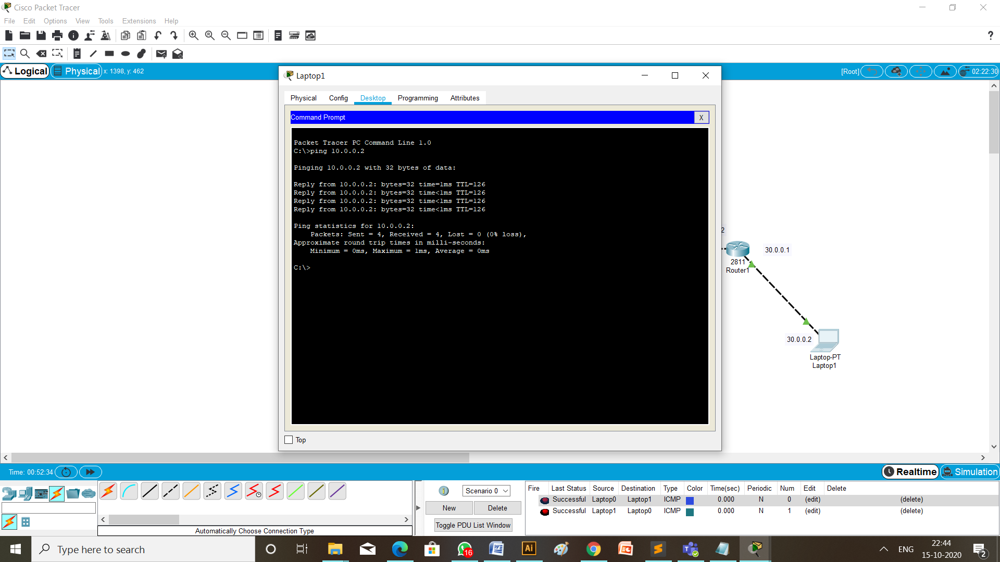 Cisco Packet Tracer
File Edit Options View Tools Extensions Help
?
Logical Physical x: 1398, y: 462
[Root] 02:22:30
Laptop1
Physical Config Desktop Programming Attributes
Command Prompt X
Packet Tracer PC Command Line 1.0
C:\>ping 10.0.0.2
Pinging 10.0.0.2 with 32 bytes of data:
Reply from 10.0.0.2: bytes=32 time=1ms TTL=126
Reply from 10.0.0.2: bytes=32 time<1ms TTL=126
Reply from 10.0.0.2: bytes=32 time<1ms TTL=126
Reply from 10.0.0.2: bytes=32 time<1ms TTL=126
Ping statistics for 10.0.0.2:
Packets: Sent = 4, Received = 4, Lost = 0 (0% loss),
Approximate round trip times in milli-seconds:
Minimum = 0ms, Maximum = 1ms, Average = 0ms
C:\>
Top
2
30.0.0.1
2811
Router1
30.0.0.2
Laptop-PT
Laptop1
Time: 00:52:34
Realtime Simulation
Automatically Choose Connection Type
Scenario 0
New Delete
Toggle PDU List Window
Fire Last Status Source Destination Type Color Time(sec) Periodic Num Edit Delete
Successful Laptop0 Laptop1 ICMP 0.000 N 0 (edit) (delete)
Successful Laptop1 Laptop0 ICMP 0.000 N 1 (edit) (delete)
Type here to search
16
Ai
ENG
22:44
15-10-2020
2